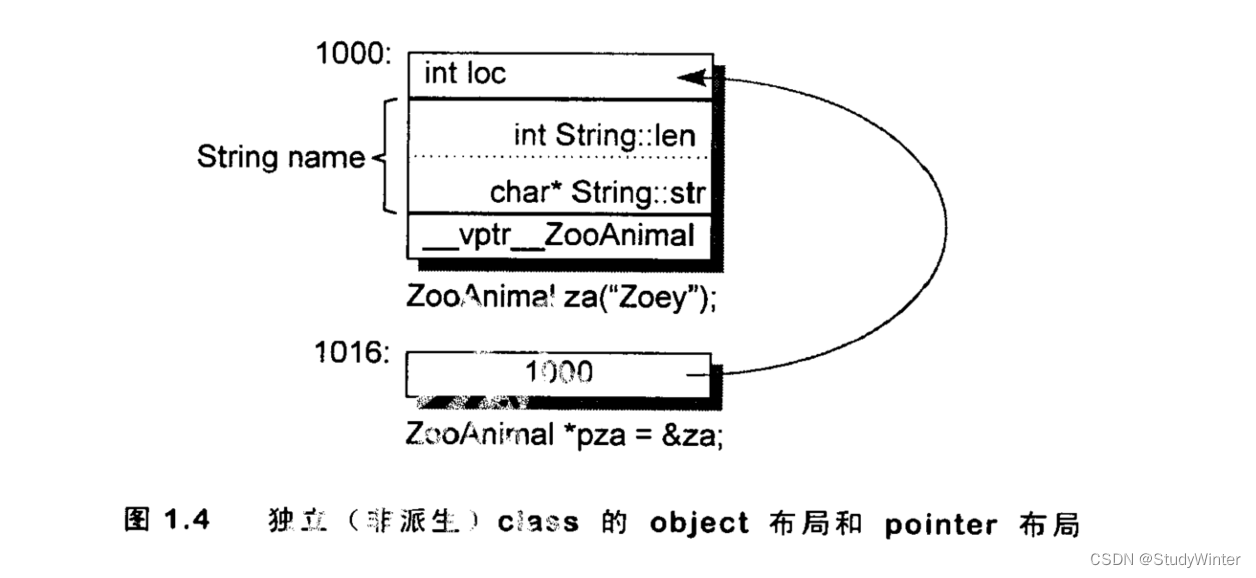 1000:
int loc
int String::len
String name
char* String::str
__vptr__ZooAnimal
ZooAnimal za(“Zoey”);
1016:
1000
ZooAnimal *pza = &za;
图 1.4 独立（非派生）class 的 object 布局和 pointer 布局
CSDN @StudyWinter